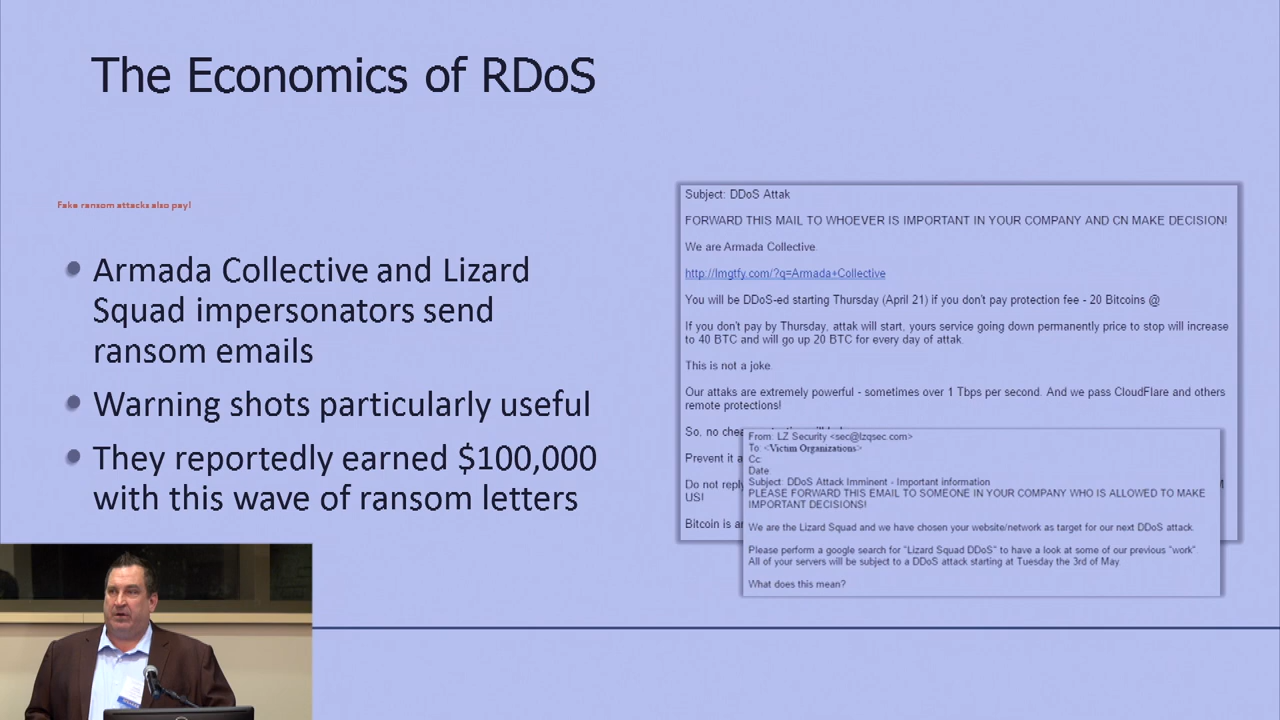 The Economics of RDoS
Fake ransom attacks also pay!
Armada Collective and Lizard
Squad impersonators send
ransom emails
Warning shots particularly useful
They reportedly earned $100,000
with this wave of ransom letters
Subject: DDoS Attak
FORWARD THIS MAIL TO WHOEVER IS IMPORTANT IN YOUR COMPANY AND CN MAKE DECISION!
We are Armada Collective.
http://lmgtfy.com/?q=Armada+Collective
You will be DDoS-ed starting Thursday (April 21) if you don't pay protection fee - 20 Bitcoins @
If you don't pay by Thursday, attak will start, yours service going down permanently price to stop will increase
to 40 BTC and will go up 20 BTC for every day of attak.
This is not a joke.
Our attaks are extremely powerful - sometimes over 1 Tbps per second. And we pass CloudFlare and others
remote protections!
So, no
Prevent it
Do not reply
US!
Bitcoin is
From: LZ Security <sec@lzqsec.com>
To: <Victim Organizations>
Cc:
Date:
Subject: DDoS Attack Imminent - Important information
PLEASE FORWARD THIS EMAIL TO SOMEONE IN YOUR COMPANY WHO IS ALLOWED TO MAKE
IMPORTANT DECISIONS!
We are the Lizard Squad and we have chosen your website/network as target for our next DDoS attack.
Please perform a google search for "Lizard Squad DDoS" to have a look at some of our previous "work".
All of your servers will be subject to a DDoS attack starting at Tuesday the 3rd of May
What does this mean?